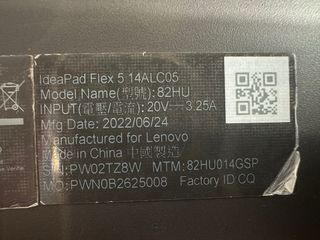 IdeaPad Flex 5 14ALC05
Model Name(型號): 82HU
INPUT(電壓/電流): 20V⎓3.25A
Mfg Date: 2022/06/24
Manufactured for Lenovo
Made in China 中國製造
S/N:PW02TZ8W MTM: 82HU014GSP
MO:PWN0B2625008 Factory ID CQ